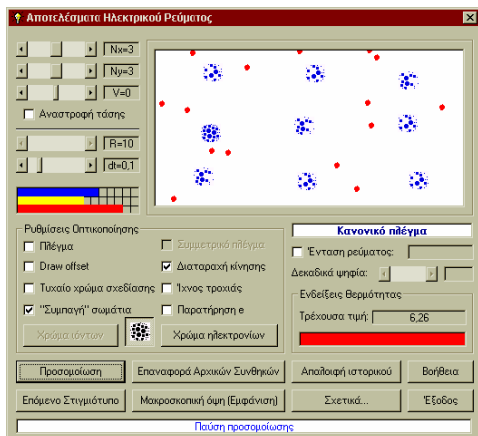 Αποτελέσματα Ηλεκτρικού Ρεύματος
Nx=3
Ny=3
V=0
Αναστροφή τάσης
R=10
dt=0,1
Ρυθμίσεις Οπτικοποίησης
Πλέγμα
Συμμετρικό πλέγμα
Draw offset
Διαταραχή κίνησης
Τυχαίο χρώμα σχεδίασης
Ίχνος τροχιάς
"Συμπαγή" σωμάτια
Παρατήρηση e
Χρώμα ιόντων
Χρώμα ηλεκτρονίων
Κανονικό πλέγμα
Ένταση ρεύματος:
Δεκαδικά ψηφία:
Ενδείξεις Θερμότητας
Τρέχουσα τιμή:
6,26
Προσομοίωση
Επαναφορά Αρχικών Συνθηκών
Απαλοιφή ιστορικού
Βοήθεια
Επόμενο Στιγμιότυπο
Μακροσκοπική όψη (Εμφάνιση)
Σχετικά...
Έξοδος
Παύση προσομοίωσης